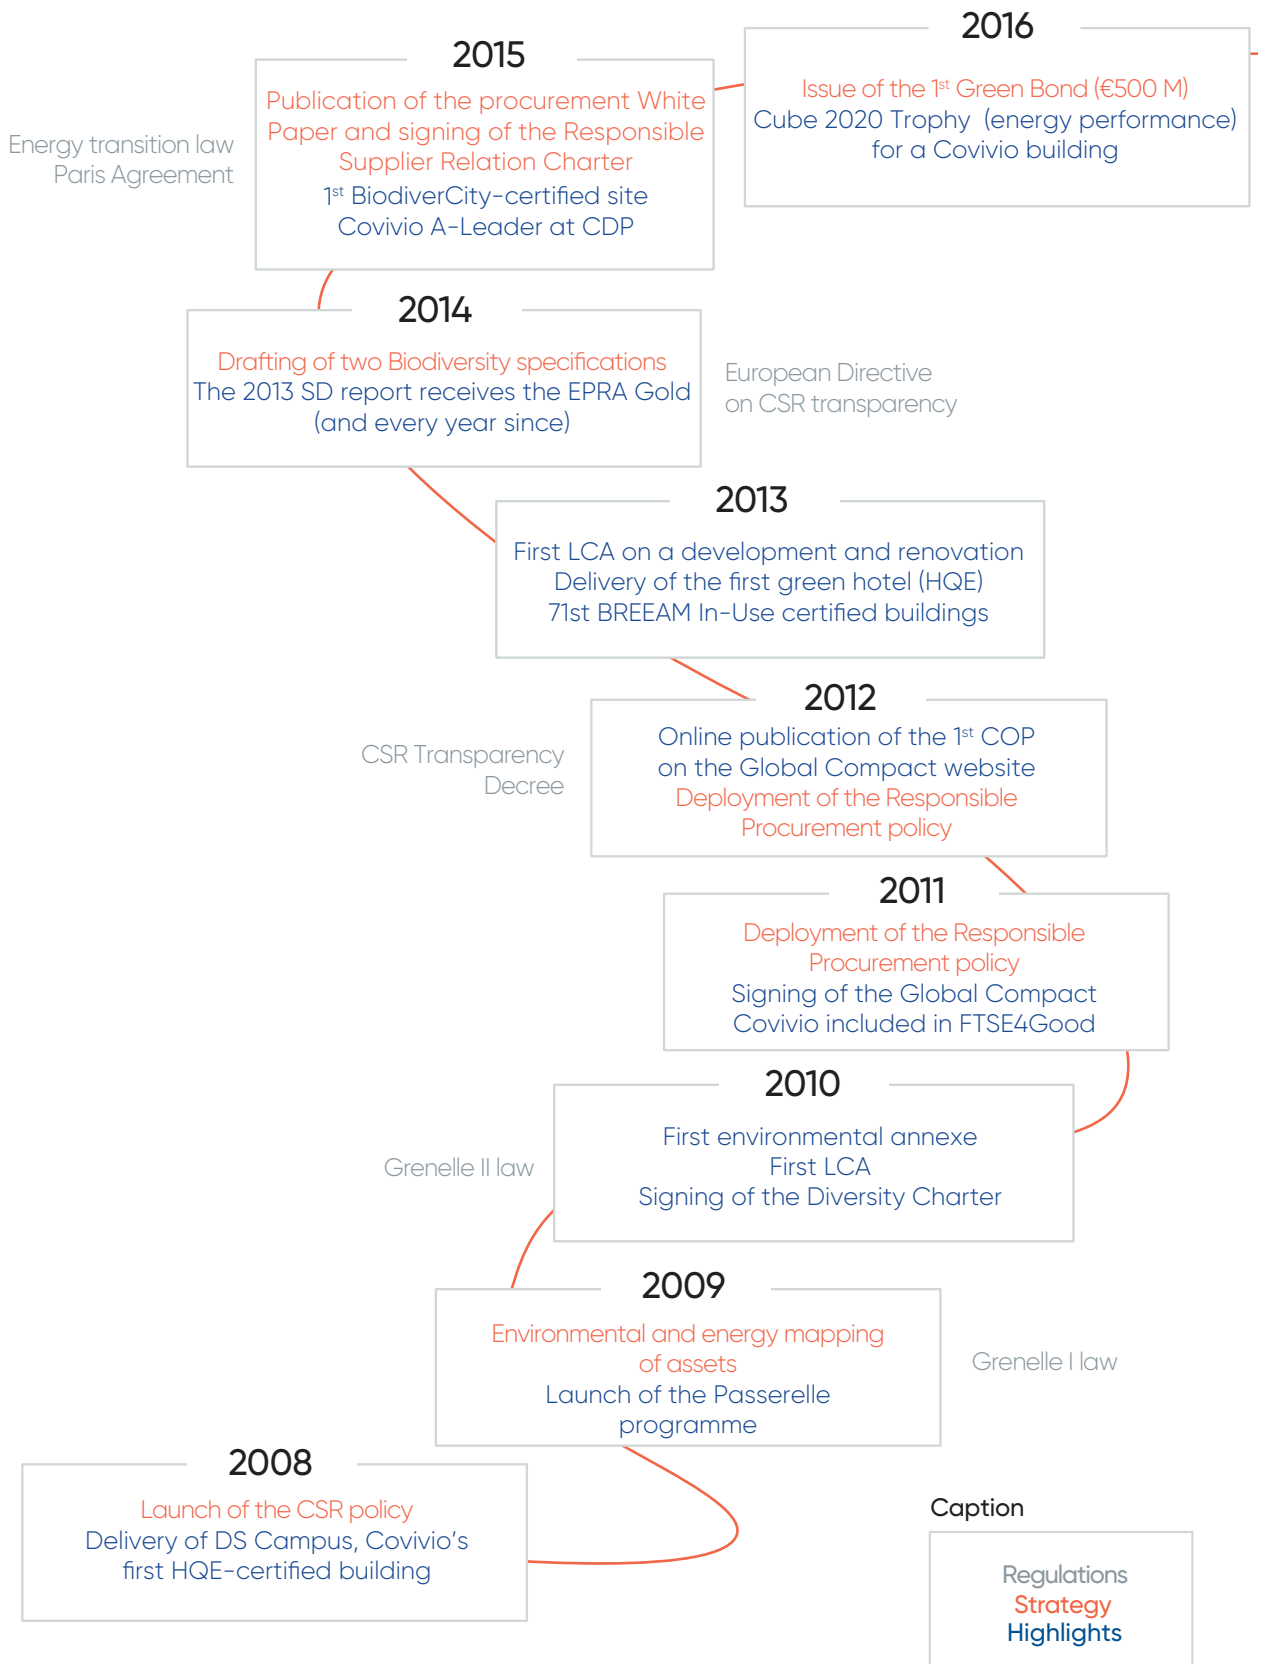 2016
Issue of the 1st Green Bond (€500 M)
Cube 2020 Trophy (energy performance)
for a Covivio building
2015
Publication of the procurement White
Paper and signing of the Responsible
Supplier Relation Charter
1st BiodiverCity-certified site
Covivio A-Leader at CDP
Energy transition law
Paris Agreement
2014
Drafting of two Biodiversity specifications
The 2013 SD report receives the EPRA Gold
(and every year since)
European Directive
on CSR transparency
2013
First LCA on a development and renovation
Delivery of the first green hotel (HQE)
71st BREEAM In-Use certified buildings
2012
Online publication of the 1st COP
on the Global Compact website
Deployment of the Responsible
Procurement policy
CSR Transparency
Decree
2011
Deployment of the Responsible
Procurement policy
Signing of the Global Compact
Covivio included in FTSE4Good
2010
First environmental annexe
First LCA
Signing of the Diversity Charter
Grenelle II law
2009
Environmental and energy mapping
of assets
Launch of the Passerelle
programme
Grenelle I law
2008
Launch of the CSR policy
Delivery of DS Campus, Covivio's
first HQE-certified building
Caption
Regulations
Strategy
Highlights